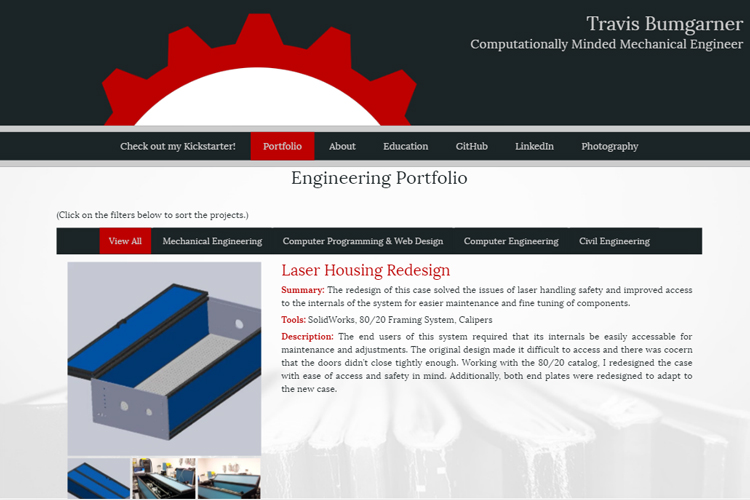 Travis Bumgarner
Computationally Minded Mechanical Engineer
Check out my Kickstarter! Portfolio About Education GitHub LinkedIn Photography
Engineering Portfolio
(Click on the filters below to sort the projects.)
View All Mechanical Engineering Computer Programming & Web Design Computer Engineering Civil Engineering
Laser Housing Redesign
Summary: The redesign of this case solved the issues of laser handling safety and improved access
to the internals of the system for easier maintenance and fine tuning of components.
Tools: SolidWorks, 80/20 Framing System, Calipers
Description: The end users of this system required that its internals be easily accessable for
maintenance and adjustments. The original design made it difficult to access and there was cocern
that the doors didn't close tightly enough. Working with the 80/20 catalog, I redesigned the case
with ease of access and safety in mind. Additionally, both end plates were redesigned to adapt to
the new case.